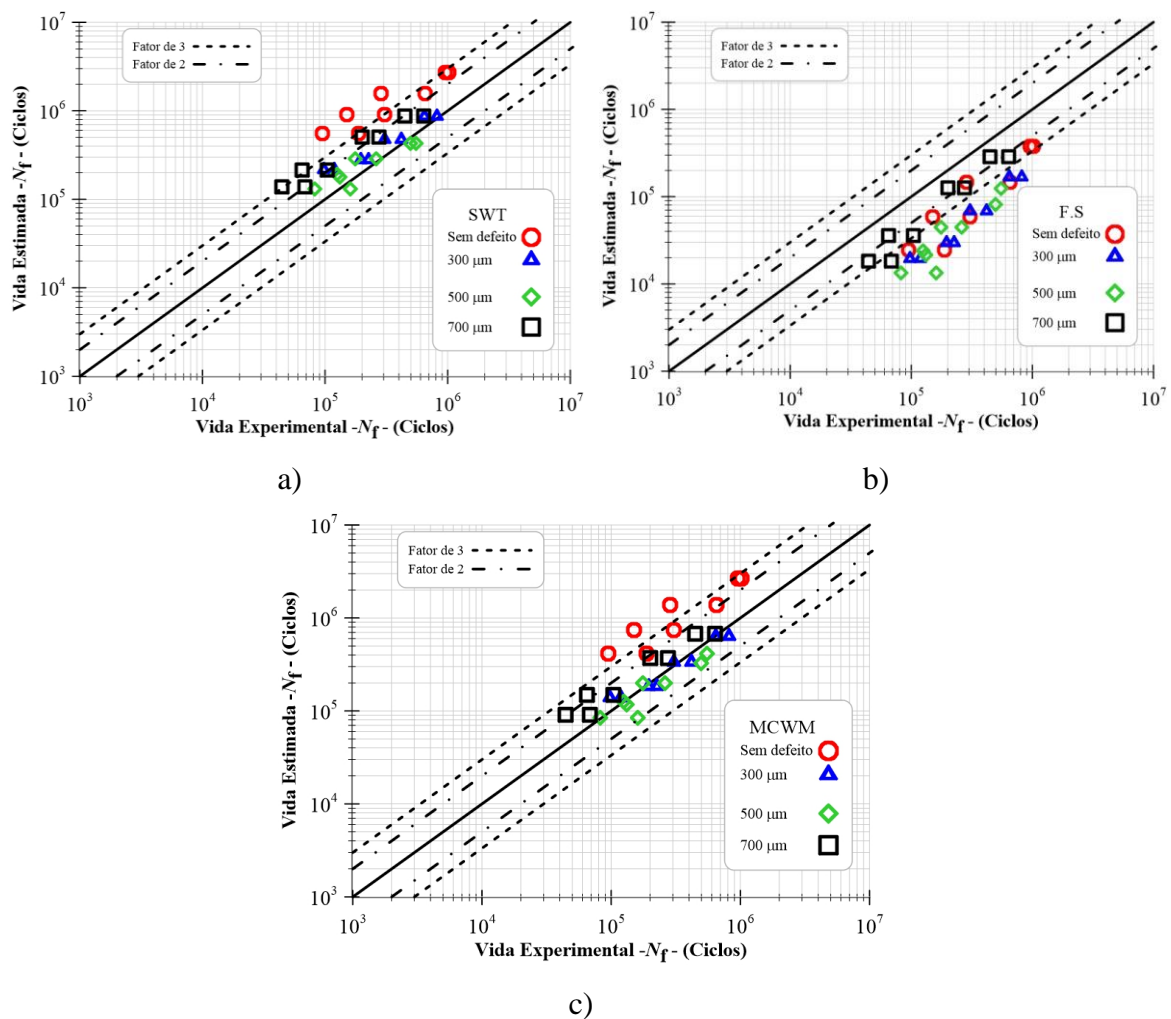 Fator de 3
Fator de 2
Vida Estimada -Nf - (Ciclos)
10^7
10^6
10^5
10^4
10^3
SWT
Sem defeito
300 µm
500 µm
700 µm
10^3 10^4 10^5 10^6 10^7
Vida Experimental -Nf - (Ciclos)
a)
Fator de 3
Fator de 2
Vida Estimada -Nf - (Ciclos)
10^7
10^6
10^5
10^4
10^3
F.S
Sem defeito
300 µm
500 µm
700 µm
10^3 10^4 10^5 10^6 10^7
Vida Experimental -Nf - (Ciclos)
b)
Fator de 3
Fator de 2
Vida Estimada -Nf - (Ciclos)
10^7
10^6
10^5
10^4
10^3
MCWM
Sem defeito
300 µm
500 µm
700 µm
10^3 10^4 10^5 10^6 10^7
Vida Experimental -Nf - (Ciclos)
c)